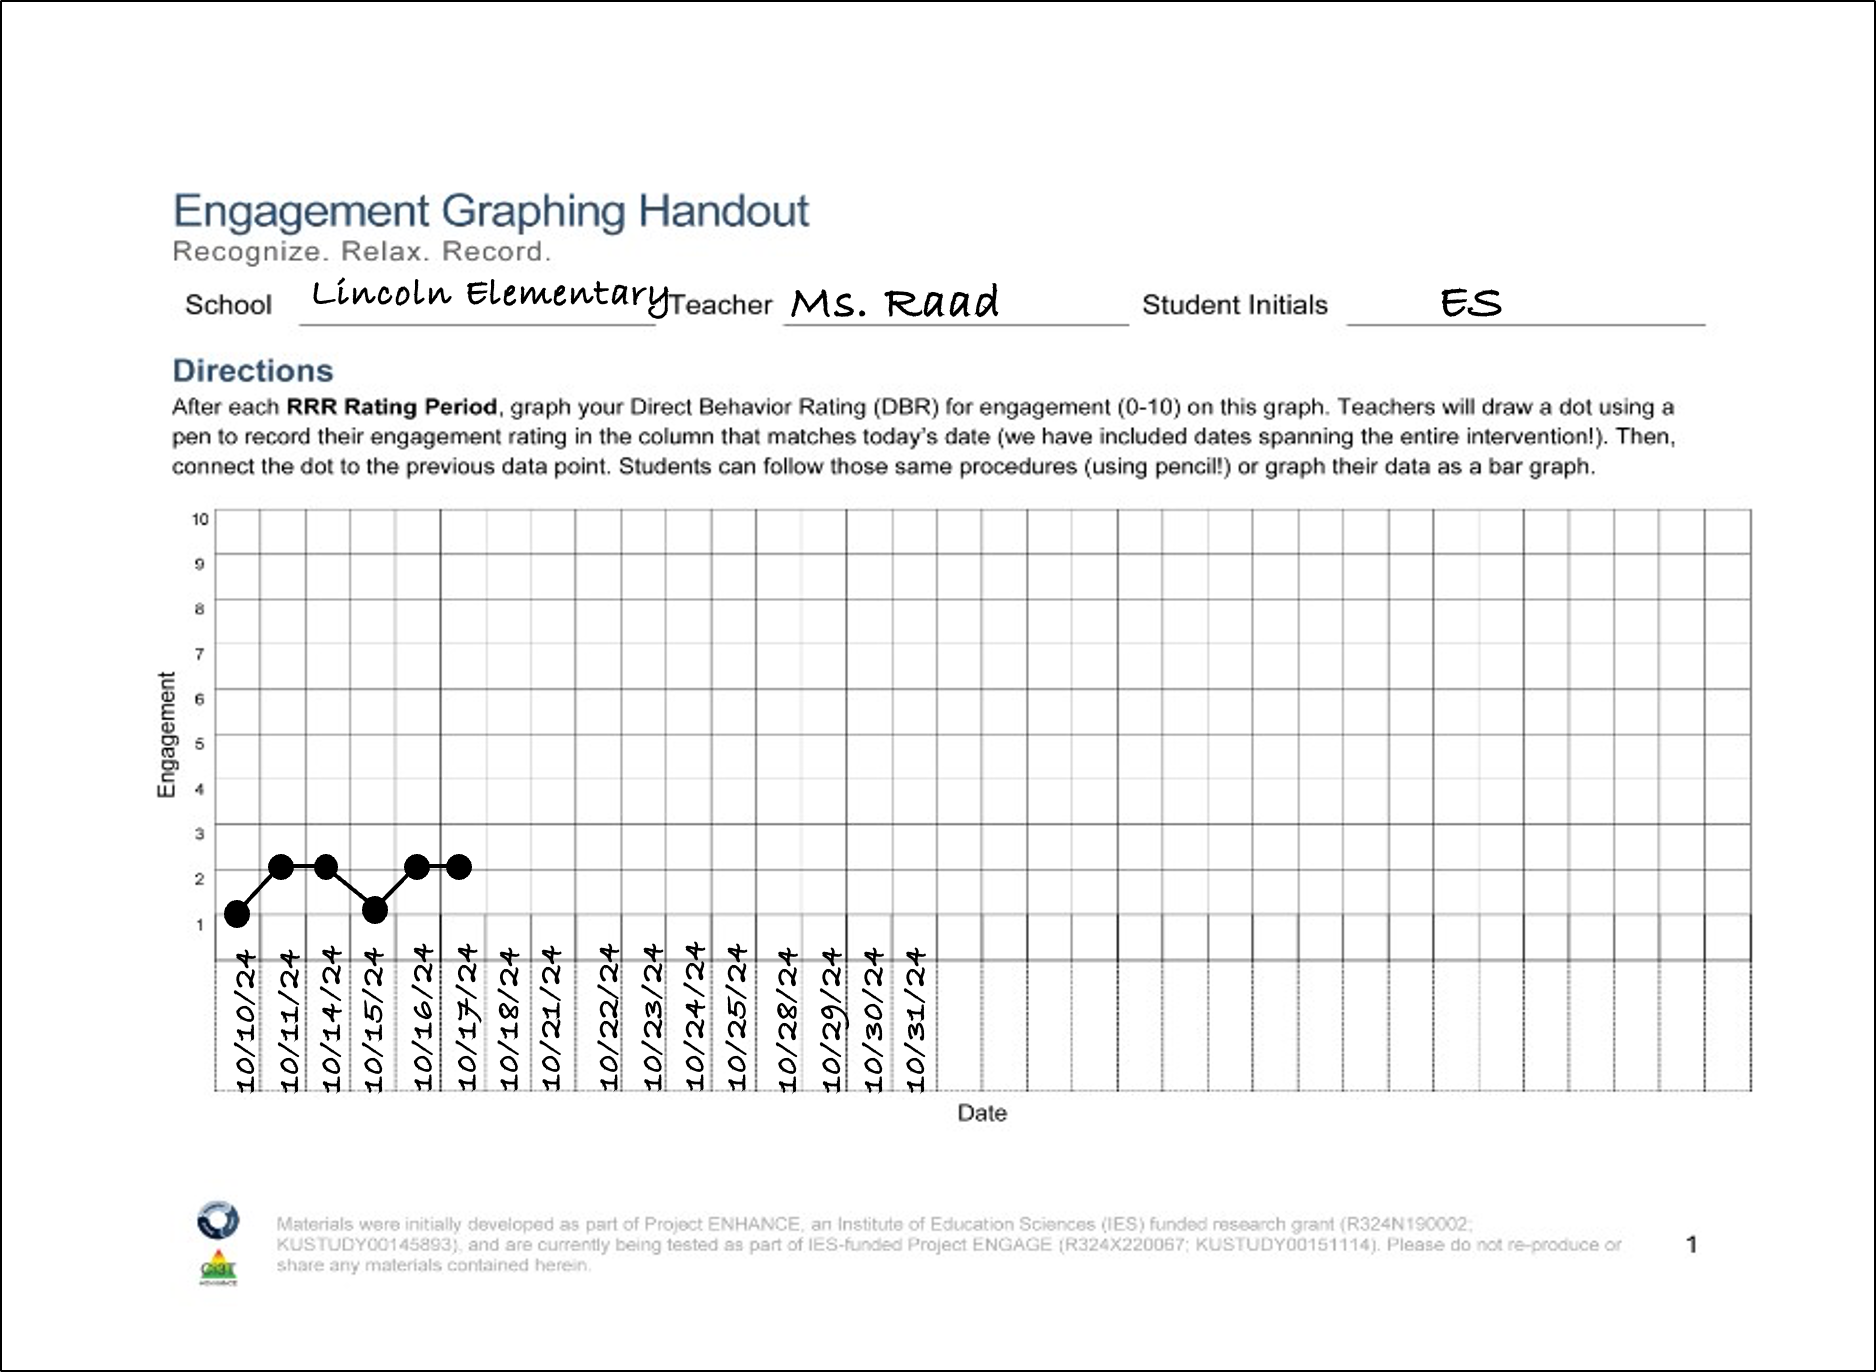 Engagement Graphing Handout
Recognize. Relax. Record.
School Lincoln Elementary Teacher Ms. Raad Student Initials ES
Directions
After each RRR Rating Period, graph your Direct Behavior Rating (DBR) for engagement (0-10) on this graph. Teachers will draw a dot using a
pen to record their engagement rating in the column that matches today's date (we have included dates spanning the entire intervention!). Then,
connect the dot to the previous data point. Students can follow those same procedures (using pencil!) or graph their data as a bar graph.
Engagement
10
9
8
7
6
5
4
3
2
1
10/10/24
10/11/24
10/14/24
10/15/24
10/16/24
10/17/24
10/18/24
10/21/24
10/22/24
10/23/24
10/24/24
10/25/24
10/28/24
10/29/24
10/30/24
10/31/24
Date
Materials were initially developed as part of Project ENHANCE, an Institute of Education Sciences (IES) funded research grant (R324N190002;
KUSTUDY00145893), and are currently being tested as part of IES-funded Project ENGAGE (R324X220067; KUSTUDY00151114). Please do not re-produce or
share any materials contained herein.
1